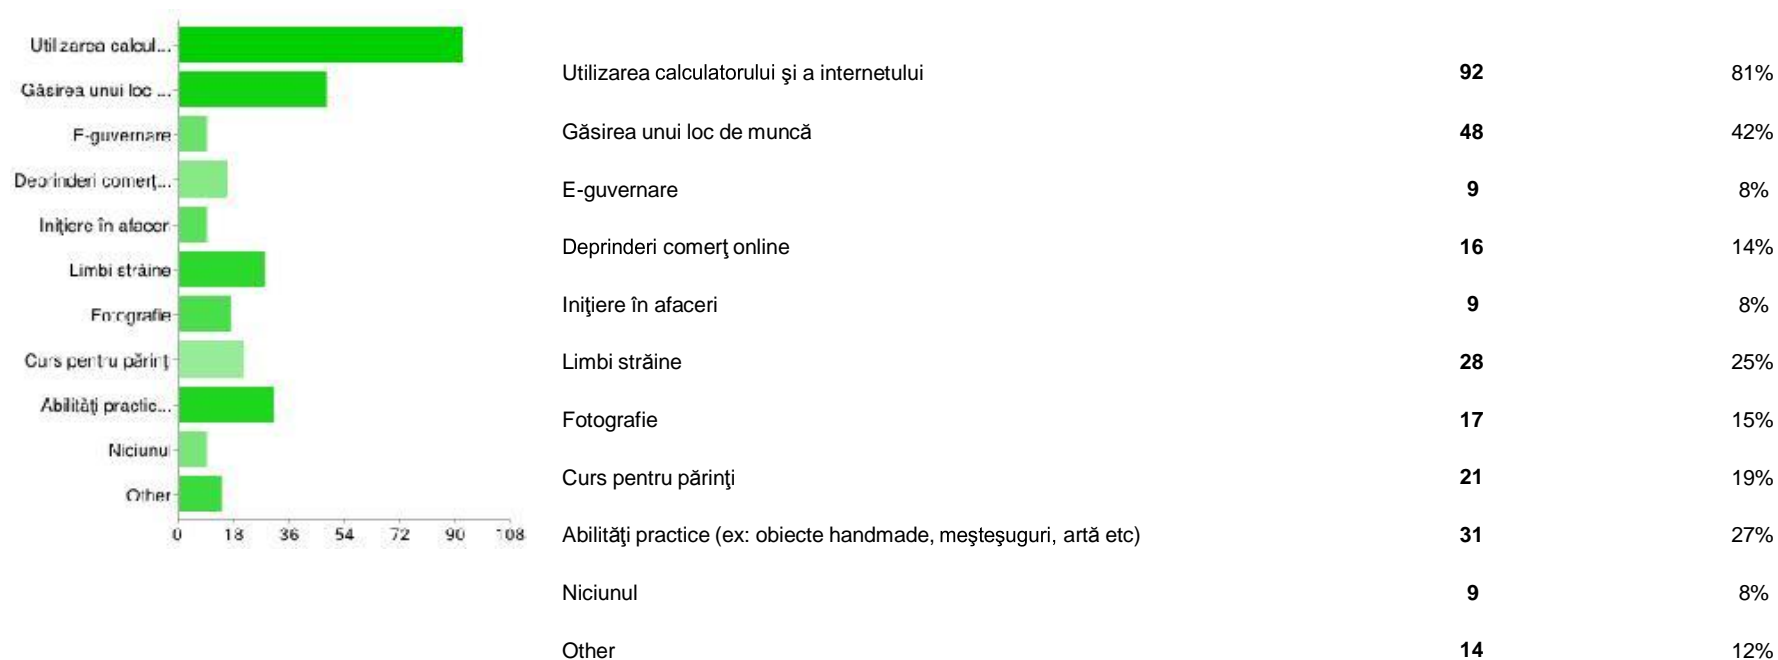 Utilizarea calcul...
Găsirea unui loc ...
E-guvernare
Deprinderi comerţ...
Iniţiere în afaceri
Limbi străine
Fotografie
Curs pentru părinţi
Abilităţi practic...
Niciunul
Other
0 18 36 54 72 90 108
Utilizarea calculatorului şi a internetului 92 81%
Găsirea unui loc de muncă 48 42%
E-guvernare 9 8%
Deprinderi comerţ online 16 14%
Iniţiere în afaceri 9 8%
Limbi străine 28 25%
Fotografie 17 15%
Curs pentru părinţi 21 19%
Abilităţi practice (ex: obiecte handmade, meşteşuguri, artă etc) 31 27%
Niciunul 9 8%
Other 14 12%